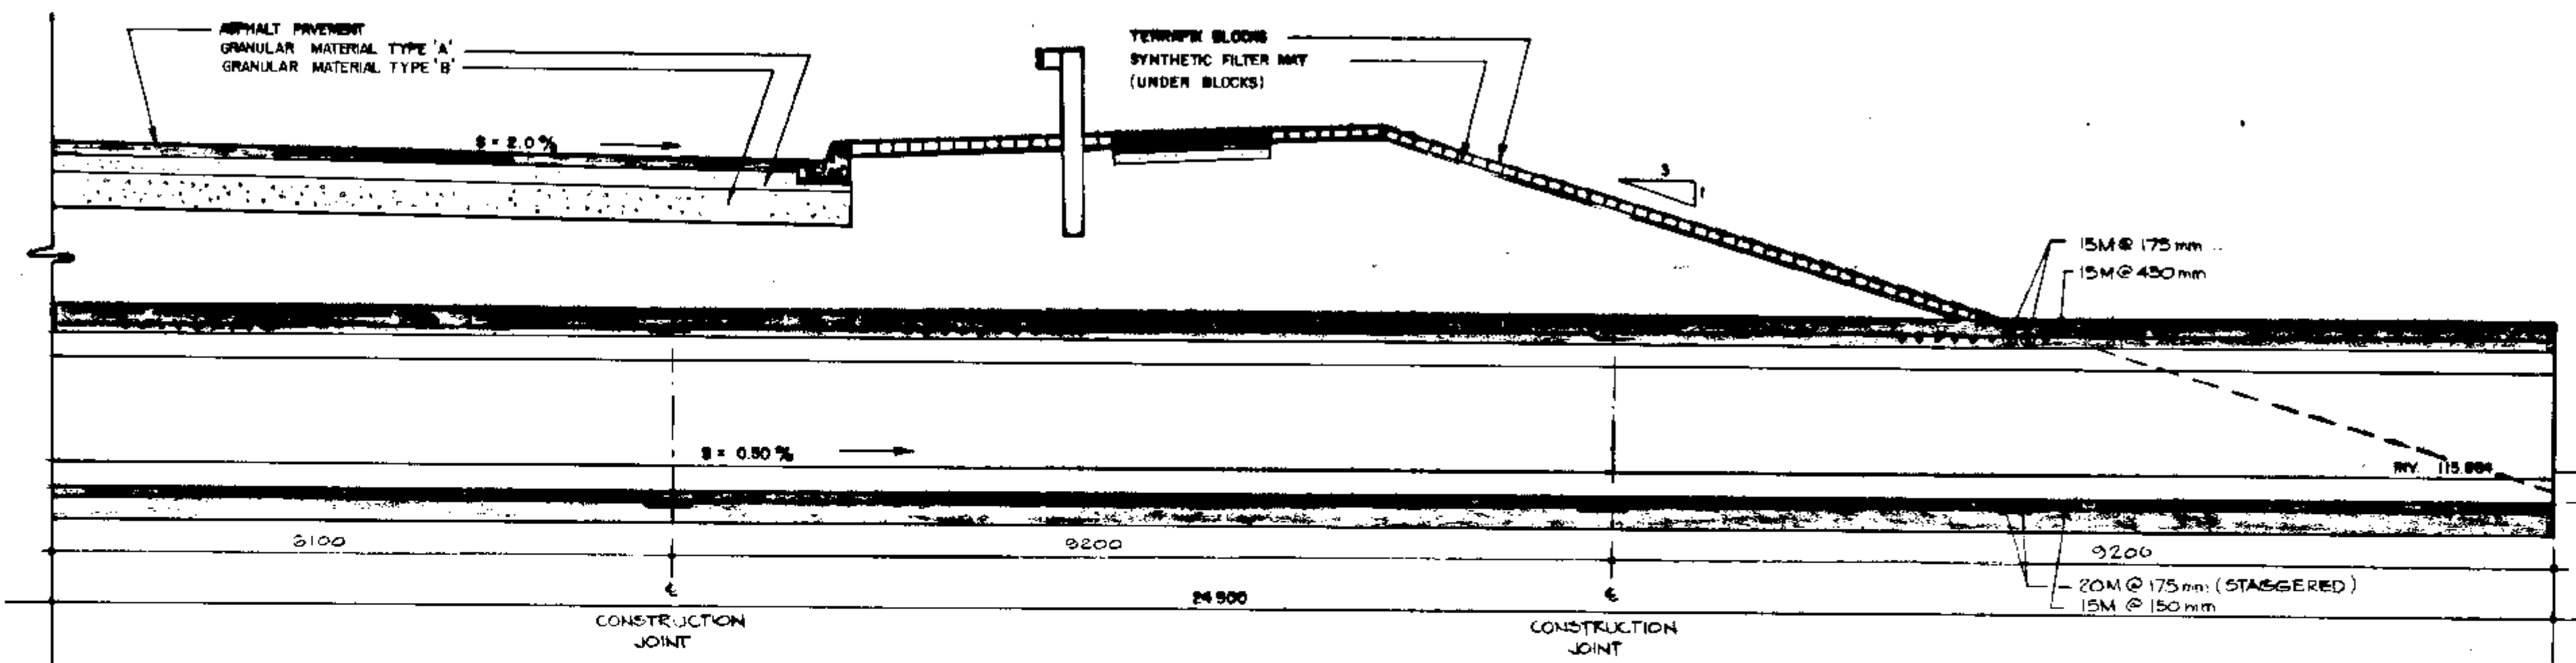 ASPHALT PAVEMENT
GRANULAR MATERIAL TYPE 'A'
GRANULAR MATERIAL TYPE 'B'
TERRAFIX BLOCKS
SYNTHETIC FILTER MAT
(UNDER BLOCKS)
S = 2.0 %
3
1
15M @ 175 mm
15M @ 450 mm
S = 0.50 %
INV.
6100
9200
9200
20M @ 175 mm (STAGGERED)
15M @ 150 mm
24 500
℄
℄
CONSTRUCTION
JOINT
CONSTRUCTION
JOINT